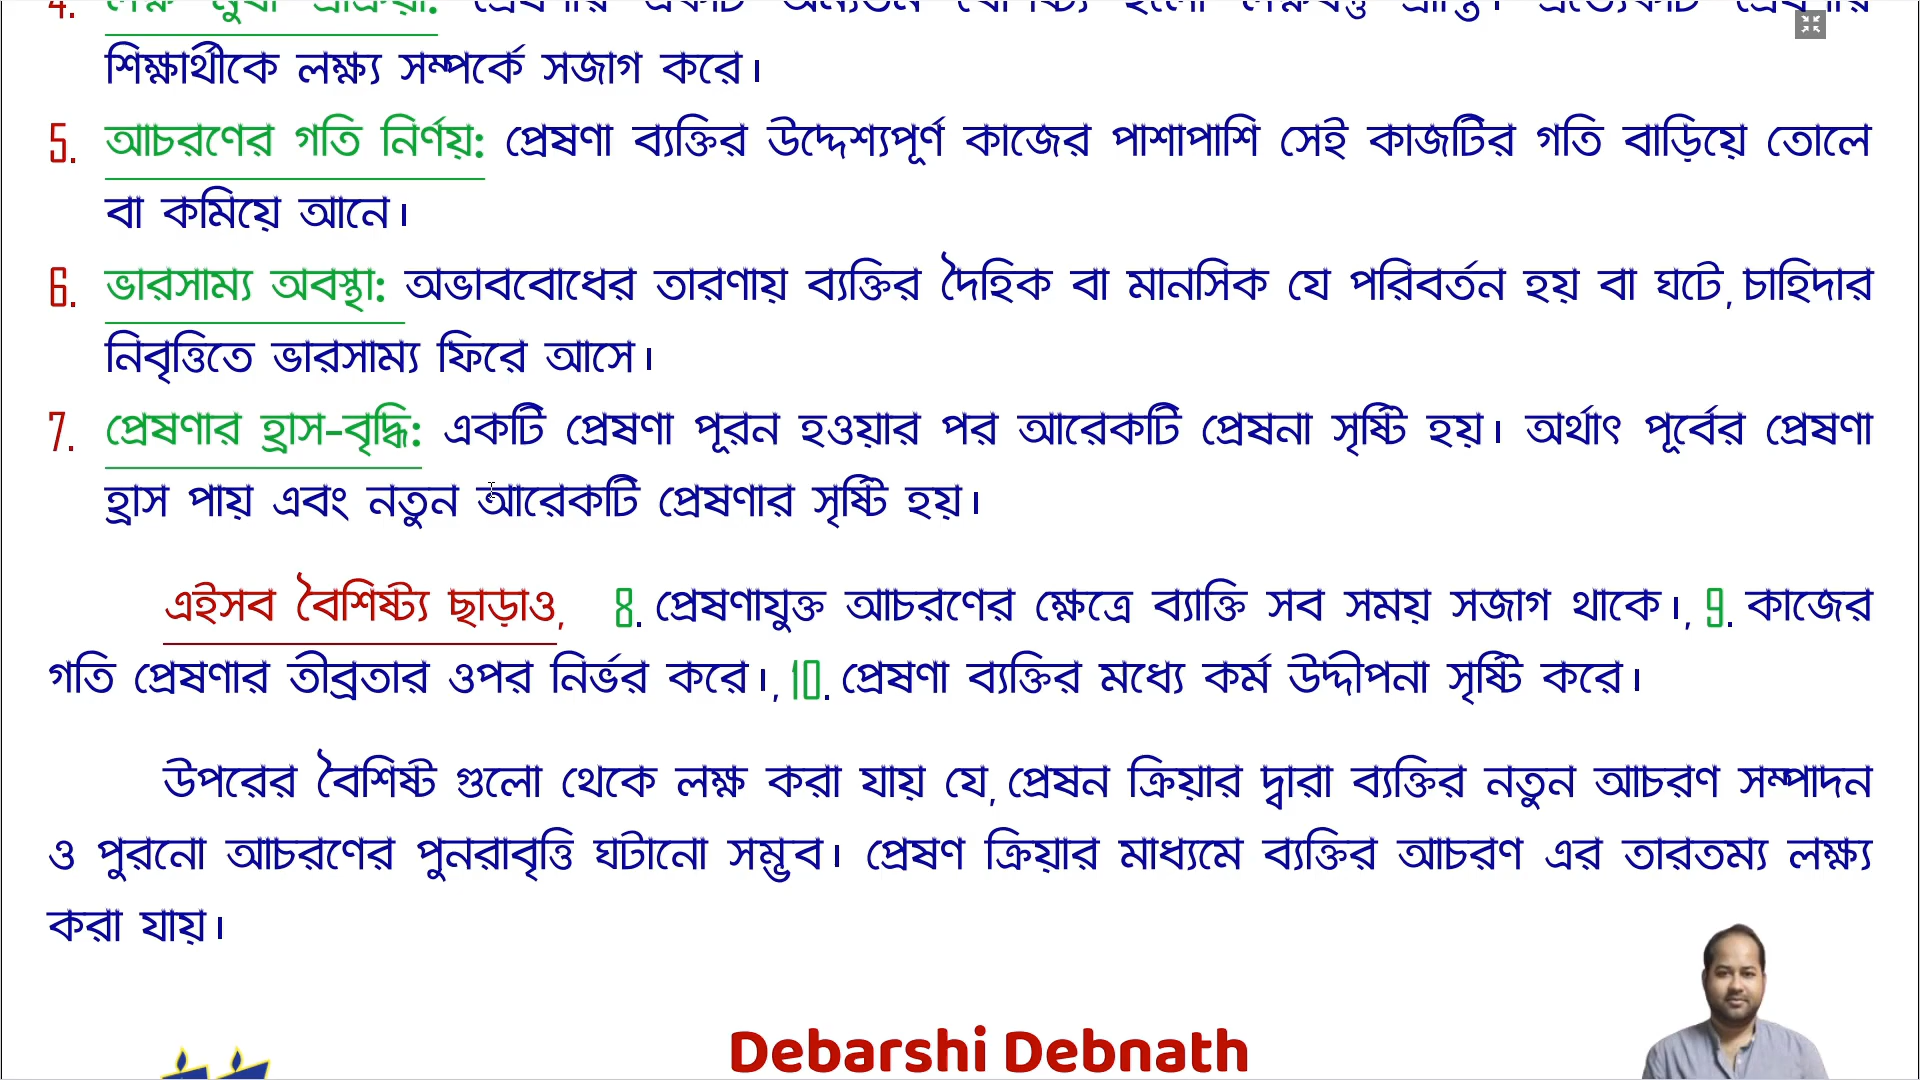 শিক্ষার্থীকে লক্ষ্য সম্পর্কে সজাগ করে।
5. আচরণের গতি নির্ণয়: প্রেষণা ব্যক্তির উদ্দেশ্যপূর্ণ কাজের পাশাপাশি সেই কাজটির গতি বাড়িয়ে তোলে
বা কমিয়ে আনে।
6. ভারসাম্য অবস্থা: অভাববোধের তারণায় ব্যক্তির দৈহিক বা মানসিক যে পরিবর্তন হয় বা ঘটে, চাহিদার
নিবৃত্তিতে ভারসাম্য ফিরে আসে।
7. প্রেষণার হ্রাস-বৃদ্ধি: একটি প্রেষণা পূরন হওয়ার পর আরেকটি প্রেষনা সৃষ্টি হয়। অর্থাৎ পূর্বের প্রেষণা
হ্রাস পায় এবং নতুন আরেকটি প্রেষণার সৃষ্টি হয়।
এইসব বৈশিষ্ট্য ছাড়াও, 8. প্রেষণাযুক্ত আচরণের ক্ষেত্রে ব্যাক্তি সব সময় সজাগ থাকে।, 9. কাজের
গতি প্রেষণার তীব্রতার ওপর নির্ভর করে।, 10. প্রেষণা ব্যক্তির মধ্যে কর্ম উদ্দীপনা সৃষ্টি করে।
উপরের বৈশিষ্ট গুলো থেকে লক্ষ করা যায় যে, প্রেষন ক্রিয়ার দ্বারা ব্যক্তির নতুন আচরণ সম্পাদন
ও পুরনো আচরণের পুনরাবৃত্তি ঘটানো সম্ভব। প্রেষণ ক্রিয়ার মাধ্যমে ব্যক্তির আচরণ এর তারতম্য লক্ষ্য
করা যায়।
Debarshi Debnath